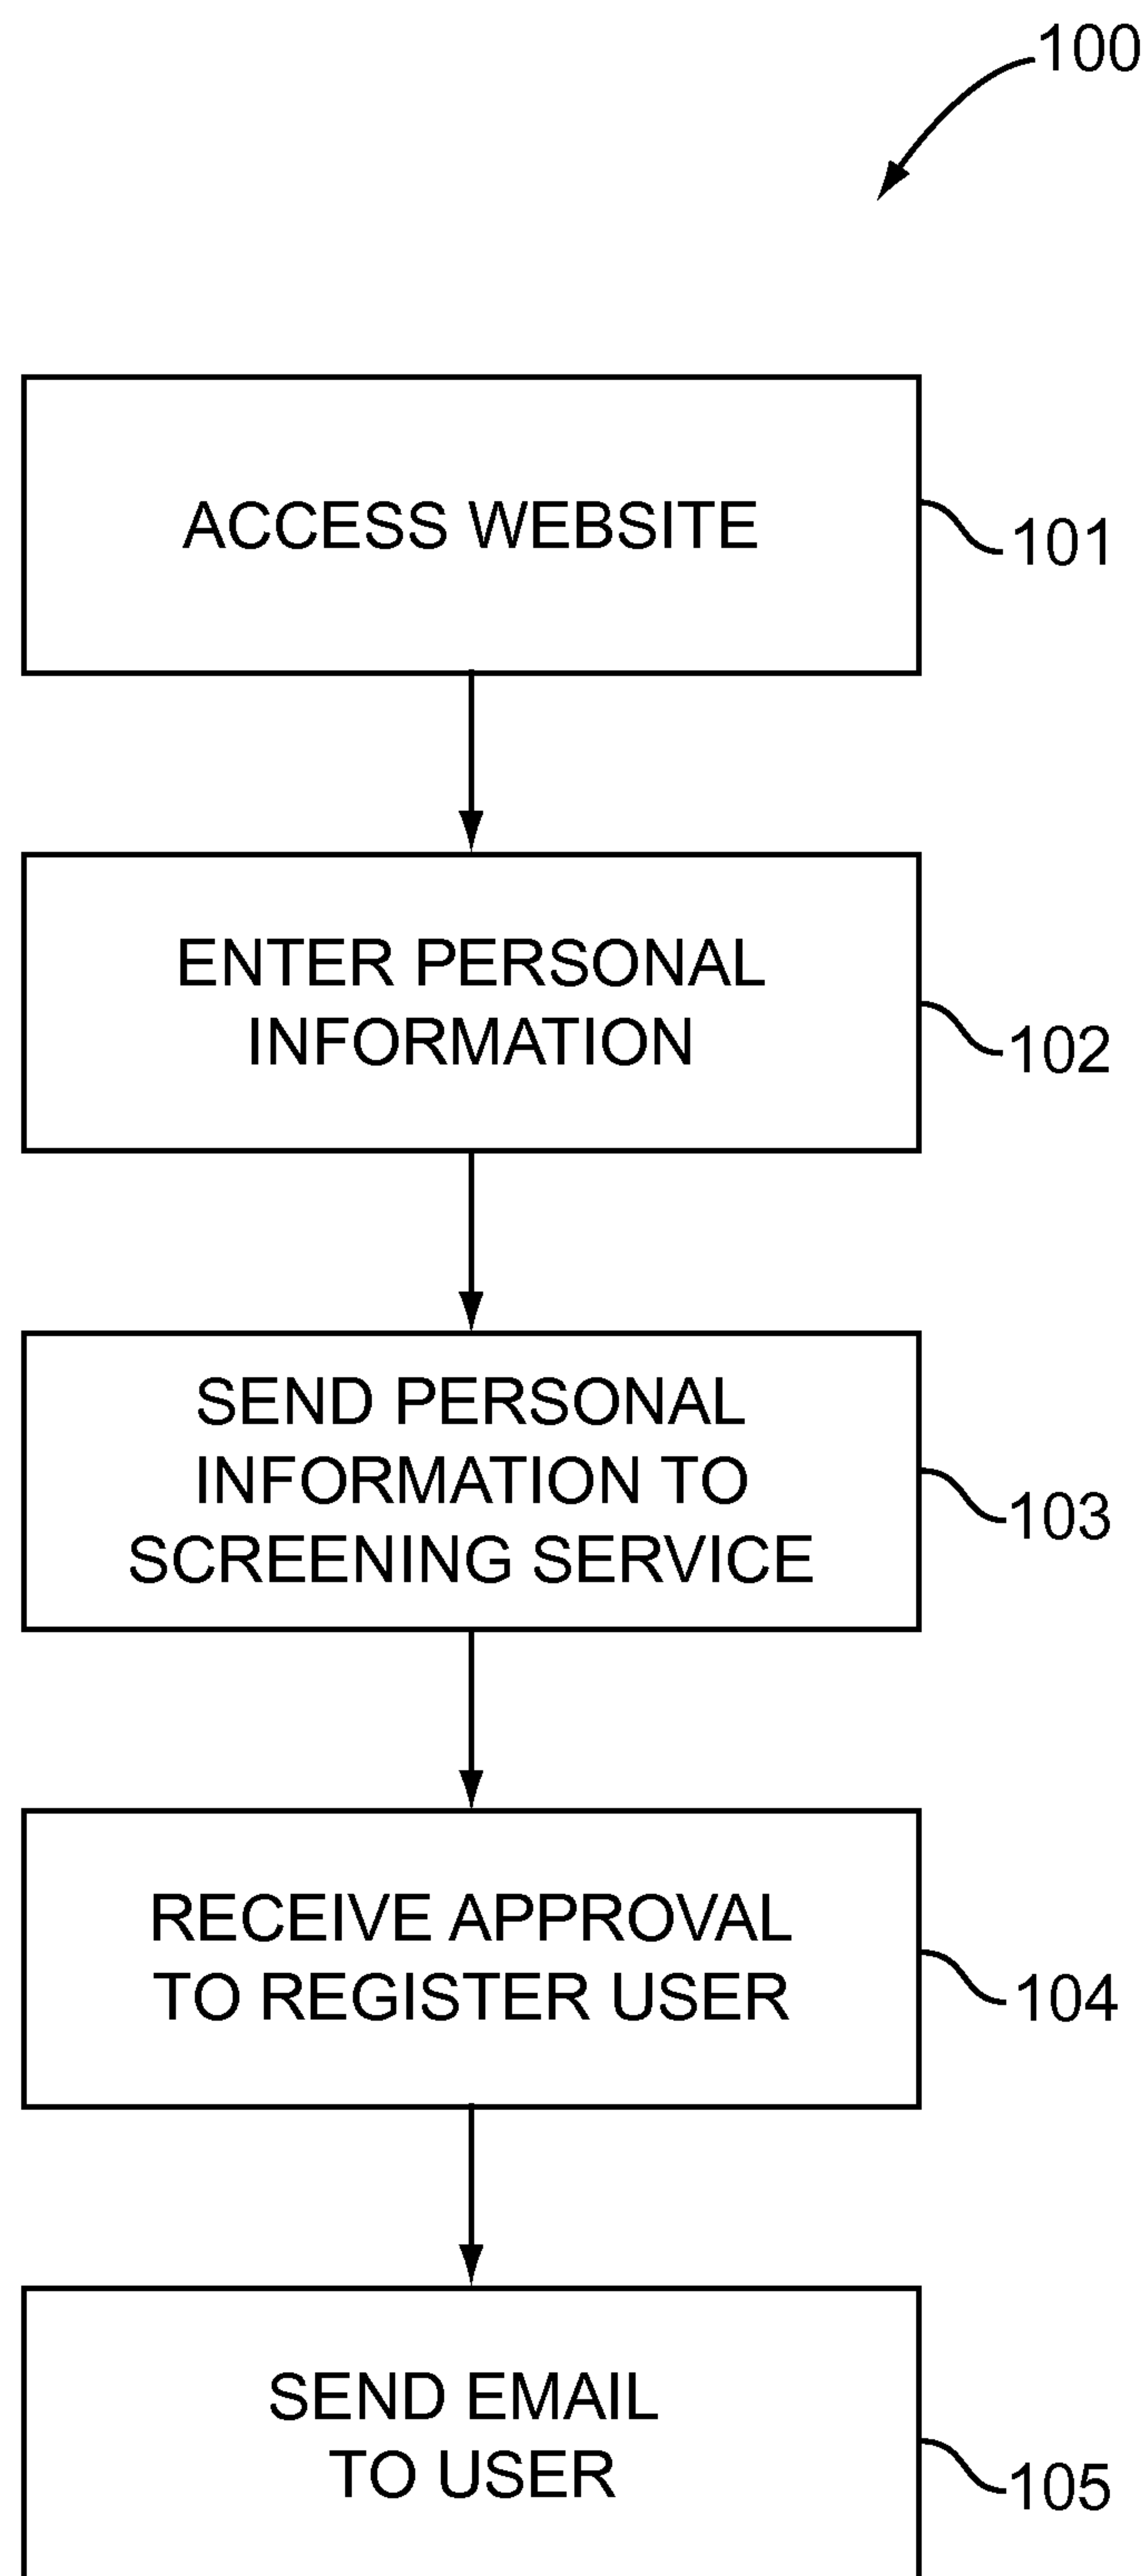 100
ACCESS WEBSITE
101
ENTER PERSONAL
INFORMATION
102
SEND PERSONAL
INFORMATION TO
SCREENING SERVICE
103
RECEIVE APPROVAL
TO REGISTER USER
104
SEND EMAIL
TO USER
105